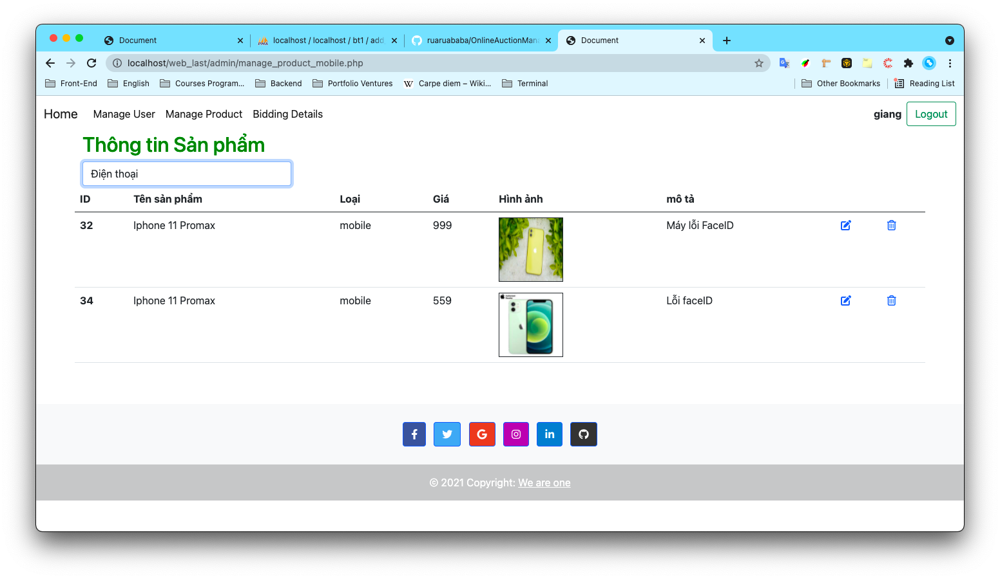 Document
localhost / localhost / bt1 / add
ruaruababa/OnlineAuctionMana
Document
localhost/web_last/admin/manage_product_mobile.php
Front-End English Courses Program... Backend Portfolio Ventures Carpe diem – Wiki... Terminal Other Bookmarks Reading List
Home Manage User Manage Product Bidding Details giang Logout
Thông tin Sản phẩm
Điện thoại
ID Tên sản phẩm Loại Giá Hình ảnh mô tả
32 Iphone 11 Promax mobile 999 Máy lỗi FaceID
34 Iphone 11 Promax mobile 559 Lỗi faceID
© 2021 Copyright: We are one